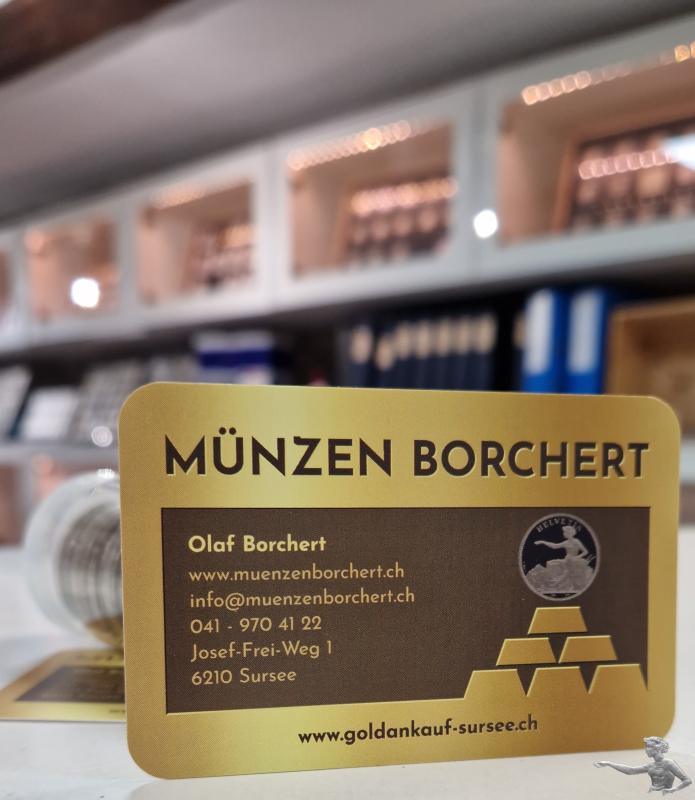 MÜNZEN BORCHERT
Olaf Borchert
www.muenzenborchert.ch
info@muenzenborchert.ch
041 - 970 41 22
Josef-Frei-Weg 1
6210 Sursee
HELVETIA
www.goldankauf-sursee.ch